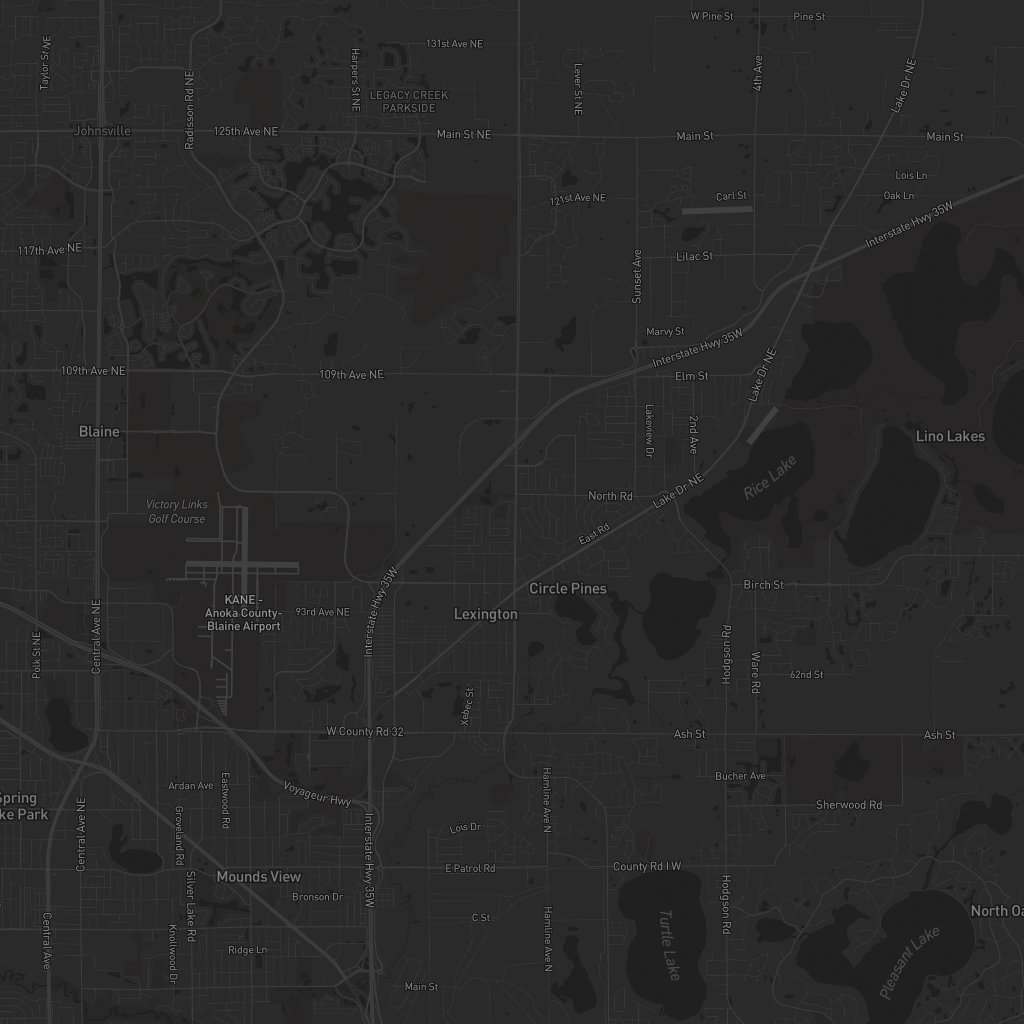 W Pine St
Pine St
131st Ave NE
Taylor St NE
Harpers St NE
Lever St NE
4th Ave
Radisson Rd NE
Lake Dr NE
LEGACY CREEK
PARKSIDE
Johnsville
125th Ave NE
Main St NE
Main St
Main St
Lois Ln
Carl St
Oak Ln
121st Ave NE
Interstate Hwy 35W
117th Ave NE
Lilac St
Sunset Ave
Marvy St
Interstate Hwy 35W
109th Ave NE
109th Ave NE
Elm St
Lake Dr NE
Blaine
Lakeview Dr
2nd Ave
Lino Lakes
Rice Lake
Victory Links
Golf Course
North Rd
Lake Dr NE
East Rd
Circle Pines
Birch St
KANE -
Anoka County-
Blaine Airport
93rd Ave NE
Interstate Hwy 35W
Lexington
Central Ave NE
Polk St NE
Hodgson Rd
Ware Rd
62nd St
Xebec St
W County Rd 32
Ash St
Ash St
Bucher Ave
Ardan Ave
Eastwood Rd
Voyageur Hwy
Spring
ke Park
Hamline Ave N
Sherwood Rd
Central Ave NE
Groveland Rd
Interstate Hwy 35W
Lois Dr
E Patrol Rd
County Rd I W
Mounds View
Silver Lake Rd
Bronson Dr
Hodgson Rd
C St
North Oa
Central Ave
Knollwood Dr
Ridge Ln
Hamline Ave N
Turtle Lake
Pleasant Lake
Main St